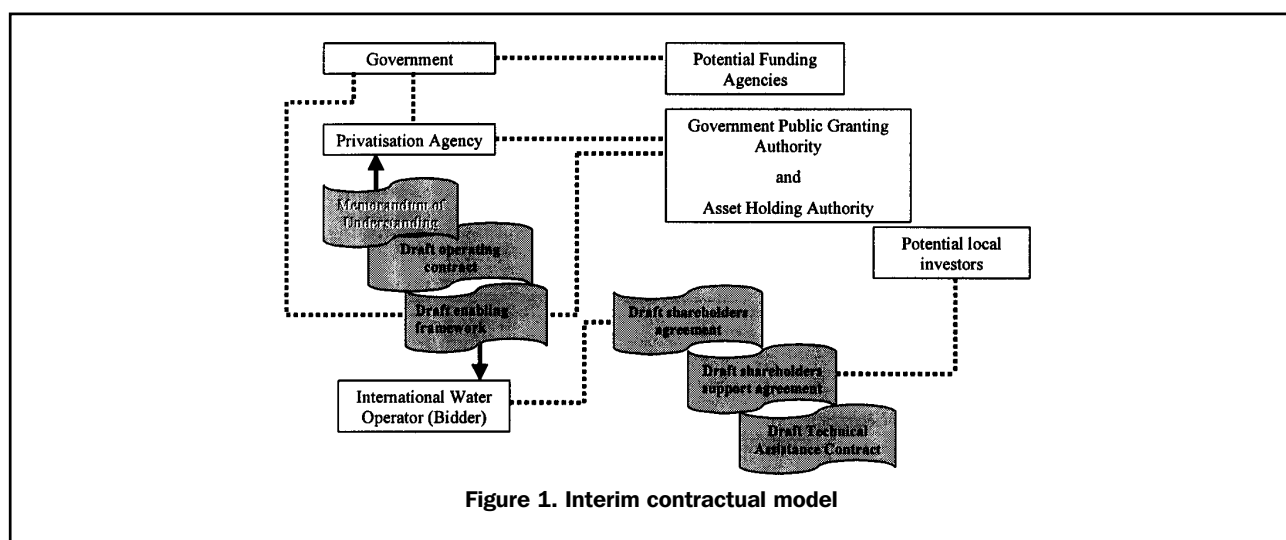 Government
Potential Funding
Agencies
Privatisation Agency
Government Public Granting
Authority
and
Asset Holding Authority
Memorandum of
Understanding
Draft operating
contract
Draft enabling
framework
Potential local
investors
Draft shareholders
agreement
Draft shareholders
support agreement
Draft Technical
Assistance Contract
International Water
Operator (Bidder)
Figure 1. Interim contractual model